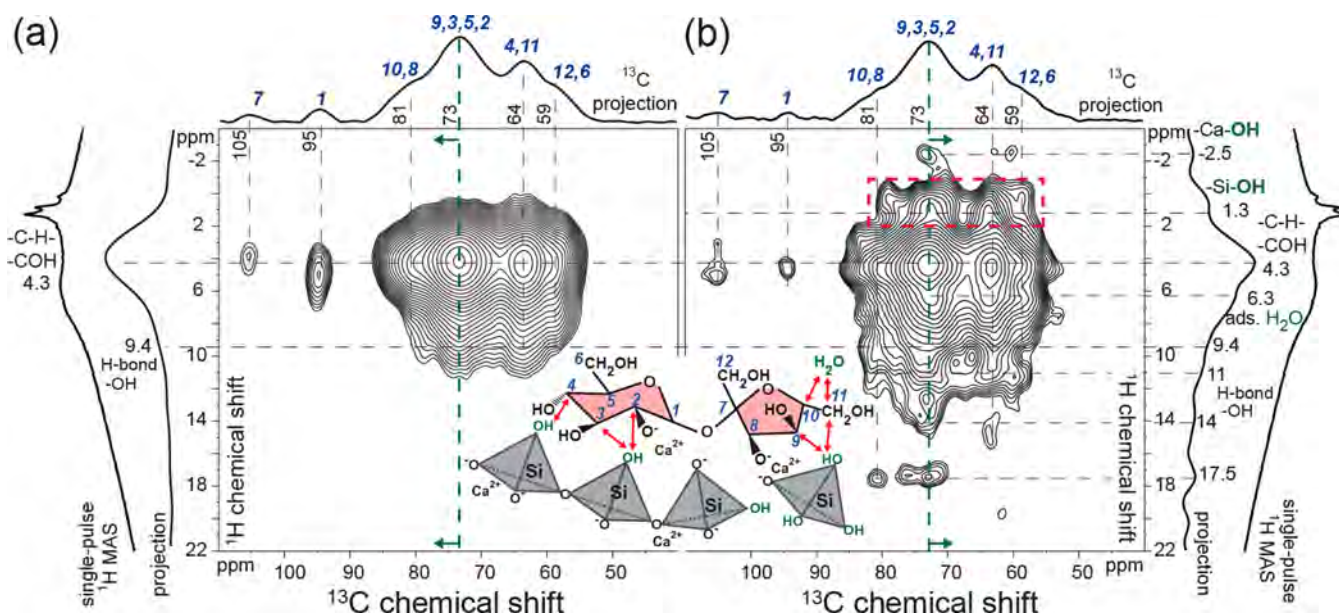 (a)
9,3,5,2
4,11
10,8
12,6
7
1
13C
projection
105
95
81
73
64
59
ppm
-2
2
6
10
14
18
22
-C-H-
-COH
4.3
9.4
H-bond
-OH
single-pulse
1H MAS
projection
1H chemical shift
ppm
100
90
80
70
60
50
40
13C chemical shift
(b)
9,3,5,2
4,11
10,8
12,6
7
1
13C
projection
105
95
81
73
64
59
ppm
-2
2
6
10
14
18
22
ppm
-Ca-OH
-2.5
-Si-OH
1.3
-C-H-
-COH
4.3
6.3
ads. H2O
9.4
11
H-bond
-OH
14
17.5
projection
single-pulse
1H MAS
1H chemical shift
100
90
80
70
60
50
40
13C chemical shift
6
CH2OH
O
4
5
2
1
HO
3
HO
O-
Ca2+
OH
OH
O
7
12
CH2OH
O
H2O
11
HO
10
CH2OH
8
9
O-
O-
Ca2+
HO
-O
Si
Ca2+
O-
O
Si
-O
O-
O
Ca2+
Si
OH
O-
-O
Si
HO
OH